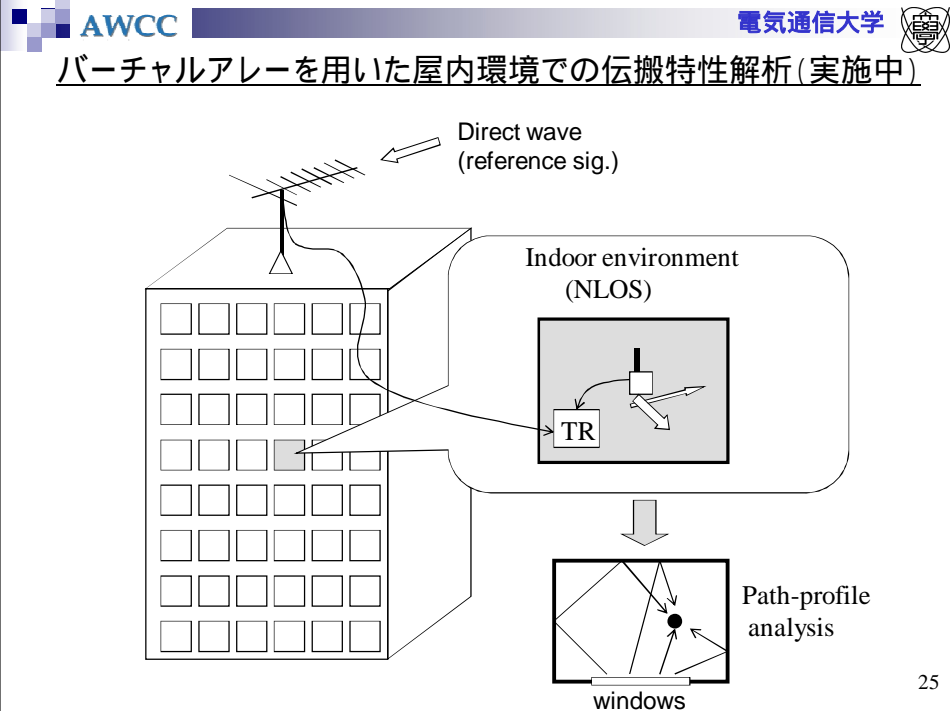 AWCC
電気通信大学
バーチャルアレーを用いた屋内環境での伝搬特性解析(実施中)
Direct wave
(reference sig.)
Indoor environment
(NLOS)
TR
Path-profile
analysis
windows
25